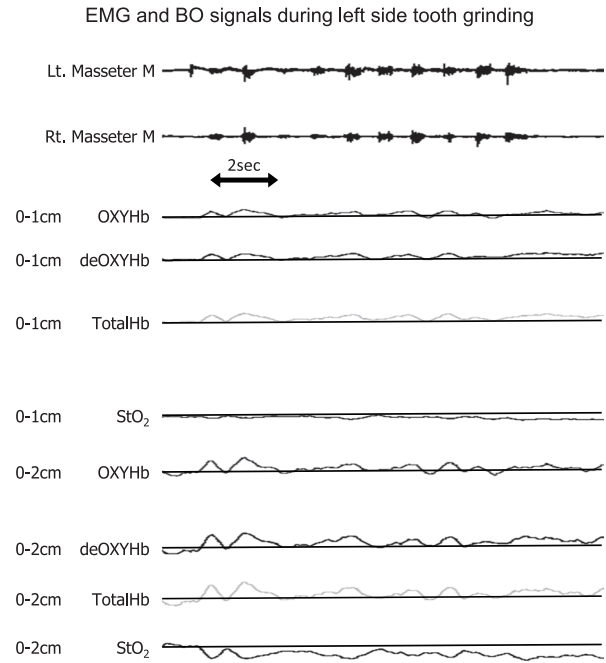 EMG and BO signals during left side tooth grinding
Lt. Masseter M
Rt. Masseter M
2sec
0-1cm OXYHb
0-1cm deOXYHb
0-1cm TotalHb
0-1cm StO₂
0-2cm OXYHb
0-2cm deOXYHb
0-2cm TotalHb
0-2cm StO₂